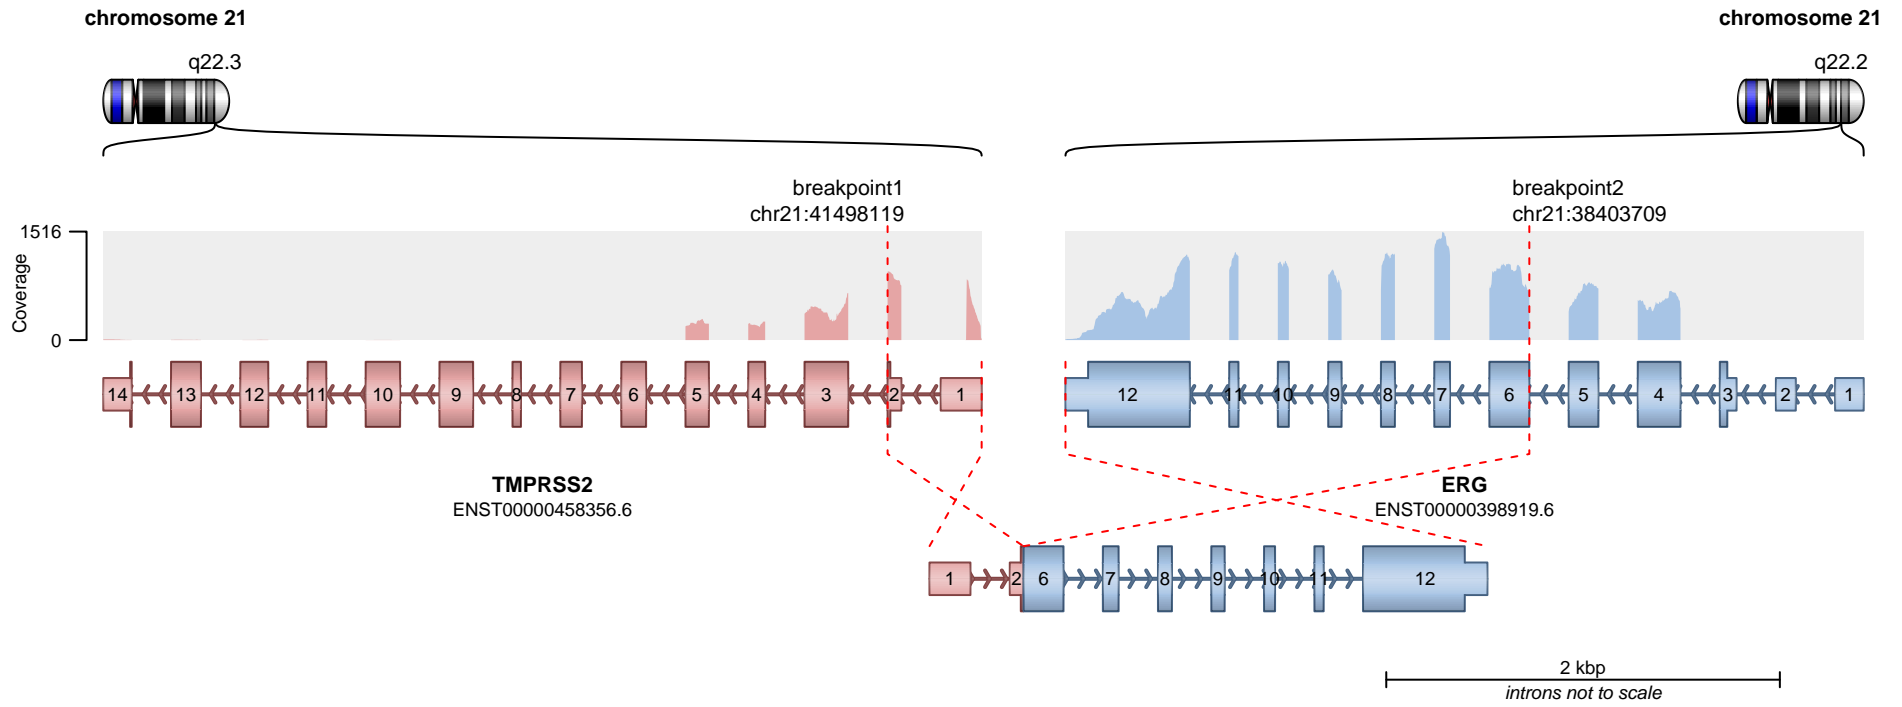 chromosome 21
chromosome 21
q22.3
q22.2
breakpoint1
chr21:41498119
breakpoint2
chr21:38403709
1516
Coverage
0
14 13 12 11 10 9 8 7 6 5 4 3 2 1
12 11 10 9 8 7 6 5 4 3 2 1
TMPRSS2
ENST00000458356.6
ERG
ENST00000398919.6
1 2 6 7 8 9 10 11 12
2 kbp
introns not to scale